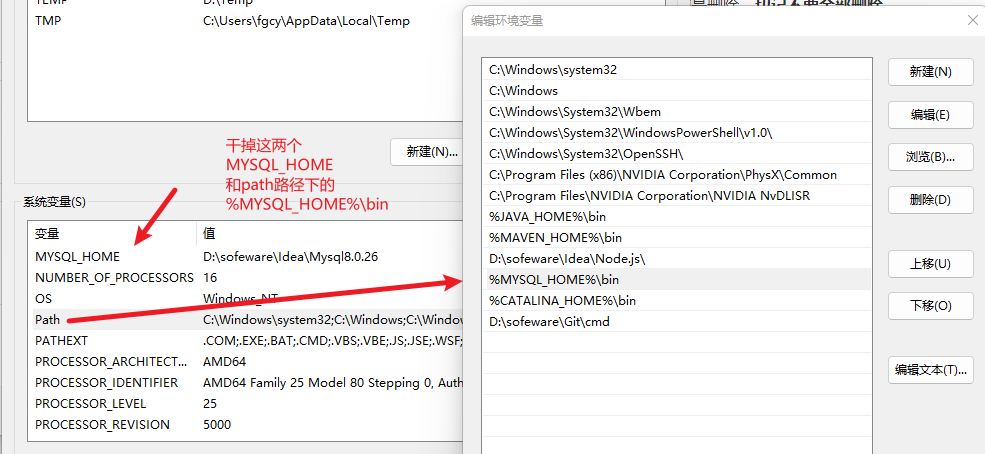 TEMP D:\Temp
TMP C:\Users\fgcy\AppData\Local\Temp
干掉这两个
MYSQL_HOME
和path路径下的
%MYSQL_HOME%\bin
新建(N)...
系统变量(S)
变量 值
MYSQL_HOME D:\sofeware\Idea\Mysql8.0.26
NUMBER_OF_PROCESSORS 16
OS Windows_NT
Path C:\Windows\system32;C:\Windows;C:\Window
PATHEXT .COM;.EXE;.BAT;.CMD;.VBS;.VBE;.JS;.JSE;.WSF;
PROCESSOR_ARCHITECT... AMD64
PROCESSOR_IDENTIFIER AMD64 Family 25 Model 80 Stepping 0, Auth
PROCESSOR_LEVEL 25
PROCESSOR_REVISION 5000
编辑环境变量
C:\Windows\system32
C:\Windows
C:\Windows\System32\Wbem
C:\Windows\System32\WindowsPowerShell\v1.0\
C:\Windows\System32\OpenSSH\
C:\Program Files (x86)\NVIDIA Corporation\PhysX\Common
C:\Program Files\NVIDIA Corporation\NVIDIA NvDLISR
%JAVA_HOME%\bin
%MAVEN_HOME%\bin
D:\sofeware\Idea\Node.js\
%MYSQL_HOME%\bin
%CATALINA_HOME%\bin
D:\sofeware\Git\cmd
新建(N)
编辑(E)
浏览(B)...
删除(D)
上移(U)
下移(O)
编辑文本(T)...